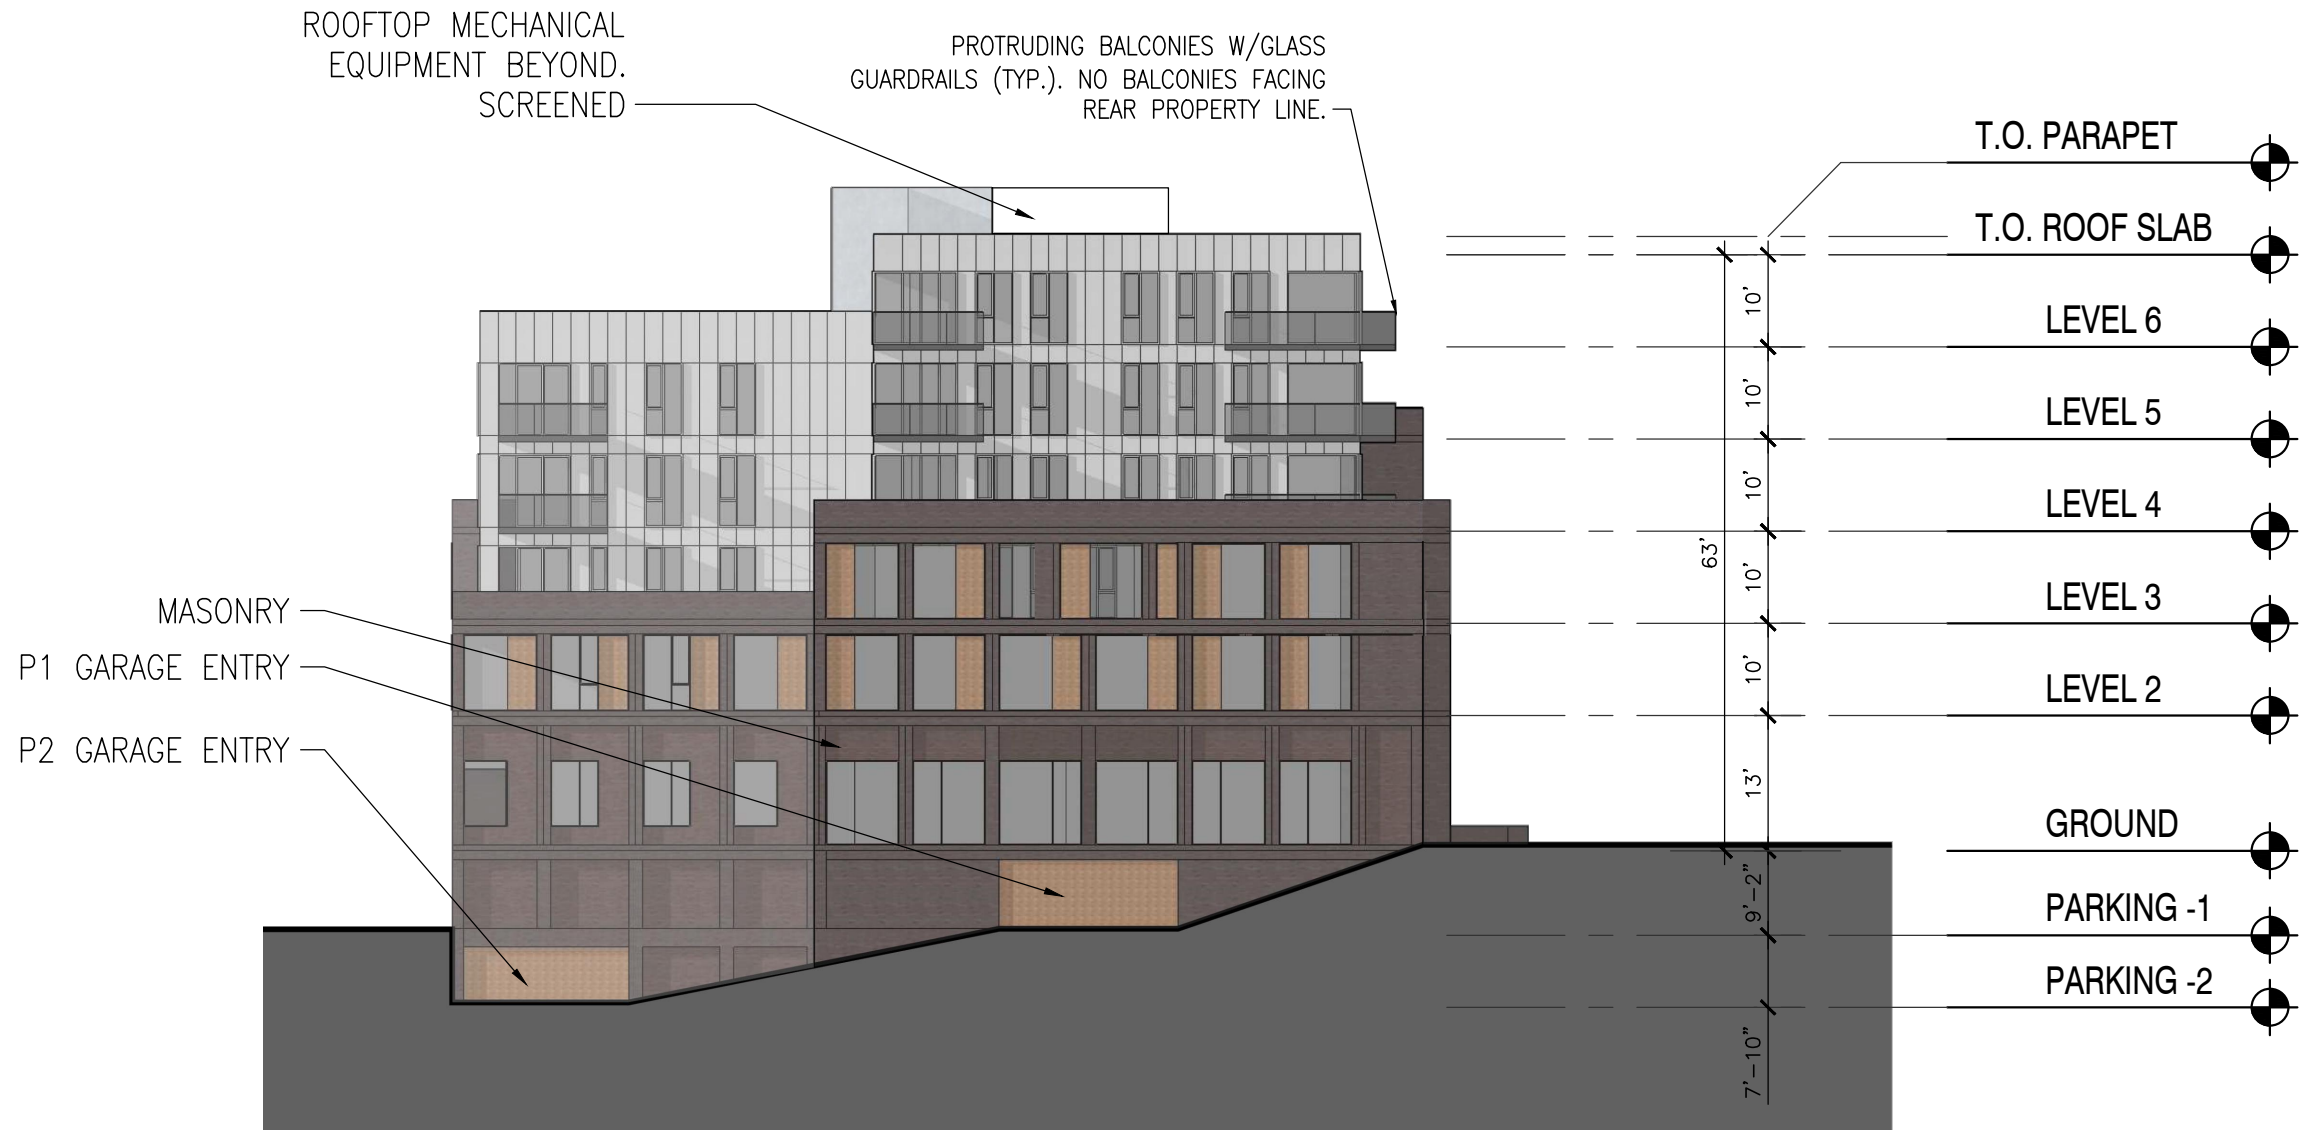 ROOFTOP MECHANICAL
EQUIPMENT BEYOND.
SCREENED
PROTRUDING BALCONIES W/GLASS
GUARDRAILS (TYP.). NO BALCONIES FACING
REAR PROPERTY LINE.
MASONRY
P1 GARAGE ENTRY
P2 GARAGE ENTRY
T.O. PARAPET
T.O. ROOF SLAB
10'
LEVEL 6
10'
LEVEL 5
10'
LEVEL 4
63'
10'
LEVEL 3
10'
LEVEL 2
13'
GROUND
9'-2"
PARKING -1
PARKING -2
7'-10"